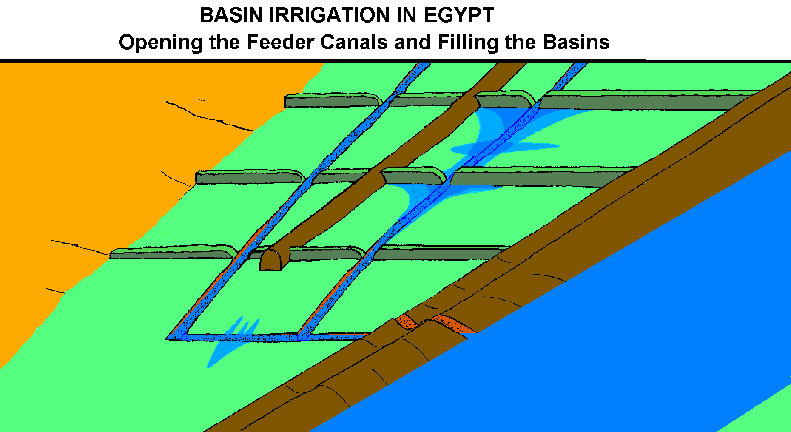 BASIN IRRIGATION IN EGYPT
Opening the Feeder Canals and Filling the Basins